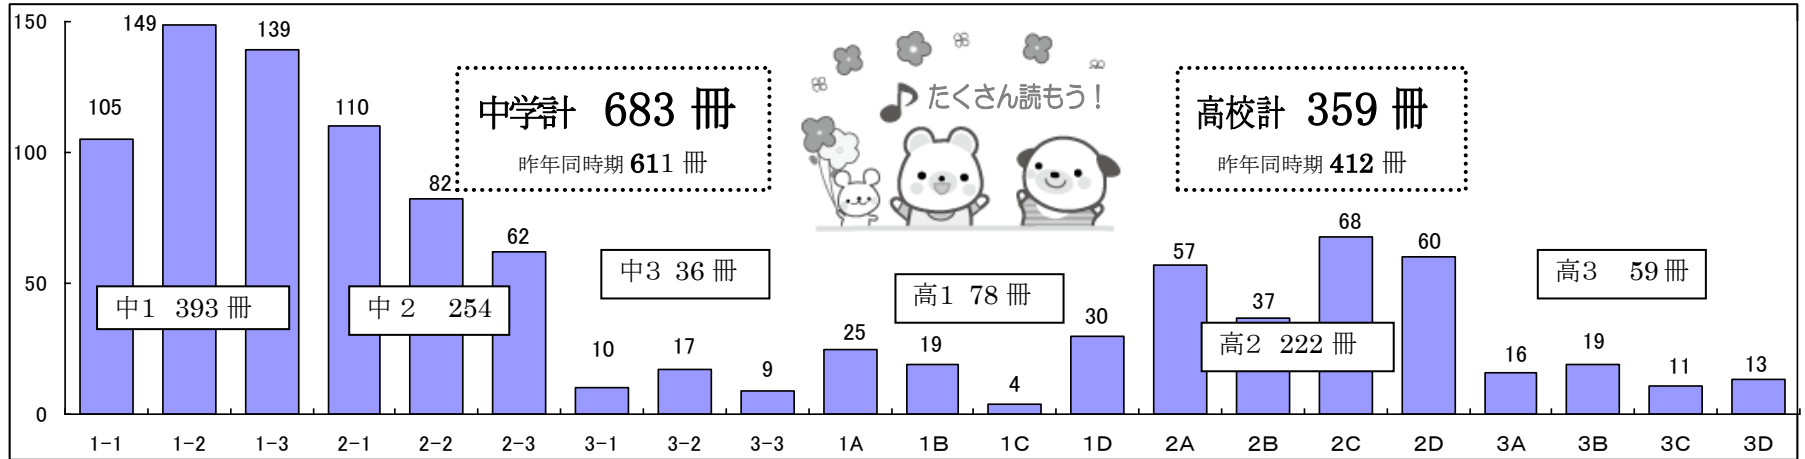 150
100
50
0
105
149
139
110
82
62
10
17
9
25
19
4
30
57
37
68
60
16
19
11
13
中学計 683 冊
昨年同時期 611 冊
♪たくさん読もう！
高校計 359 冊
昨年同時期 412 冊
中1 393 冊
中2 254
中3 36 冊
高1 78 冊
高2 222 冊
高3 59 冊
1-1 1-2 1-3 2-1 2-2 2-3 3-1 3-2 3-3 1A 1B 1C 1D 2A 2B 2C 2D 3A 3B 3C 3D